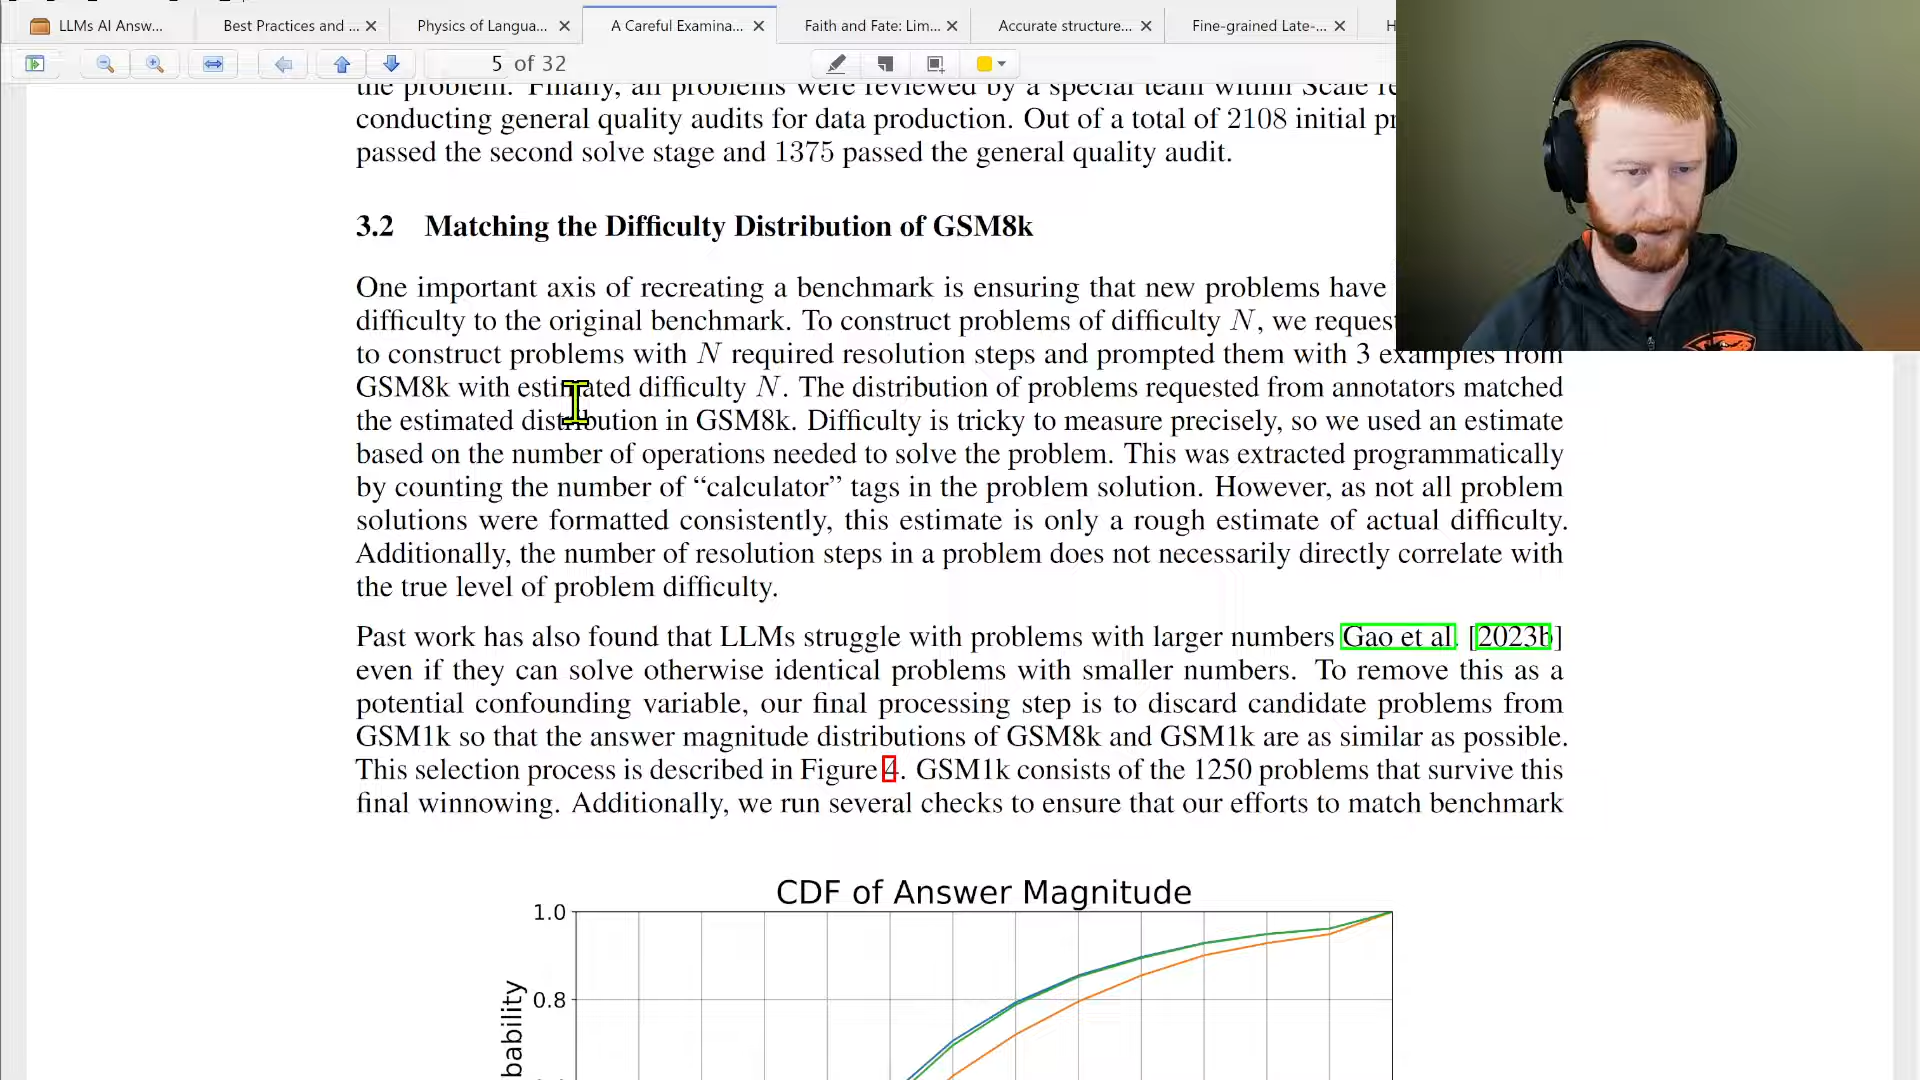 LLMs AI Answ...
Best Practices and ...
Physics of Langua...
A Careful Examina...
Faith and Fate: Lim...
Accurate structure...
Fine-grained Late-...
5 of 32
the problem. Finally, all problems were reviewed by a special team within Scale
conducting general quality audits for data production. Out of a total of 2108 initial
passed the second solve stage and 1375 passed the general quality audit.
3.2 Matching the Difficulty Distribution of GSM8k
One important axis of recreating a benchmark is ensuring that new problems have
difficulty to the original benchmark. To construct problems of difficulty N, we
to construct problems with N required resolution steps and prompted them with 3 examples from
GSM8k with estimated difficulty N. The distribution of problems requested from annotators matched
the estimated distribution in GSM8k. Difficulty is tricky to measure precisely, so we used an estimate
based on the number of operations needed to solve the problem. This was extracted programmatically
by counting the number of “calculator” tags in the problem solution. However, as not all problem
solutions were formatted consistently, this estimate is only a rough estimate of actual difficulty.
Additionally, the number of resolution steps in a problem does not necessarily directly correlate with
the true level of problem difficulty.
Past work has also found that LLMs struggle with problems with larger numbers Gao et al. [2023b]
even if they can solve otherwise identical problems with smaller numbers. To remove this as a
potential confounding variable, our final processing step is to discard candidate problems from
GSM1k so that the answer magnitude distributions of GSM8k and GSM1k are as similar as possible.
This selection process is described in Figure 4. GSM1k consists of the 1250 problems that survive this
final winnowing. Additionally, we run several checks to ensure that our efforts to match benchmark
CDF of Answer Magnitude
1.0
0.8
bability